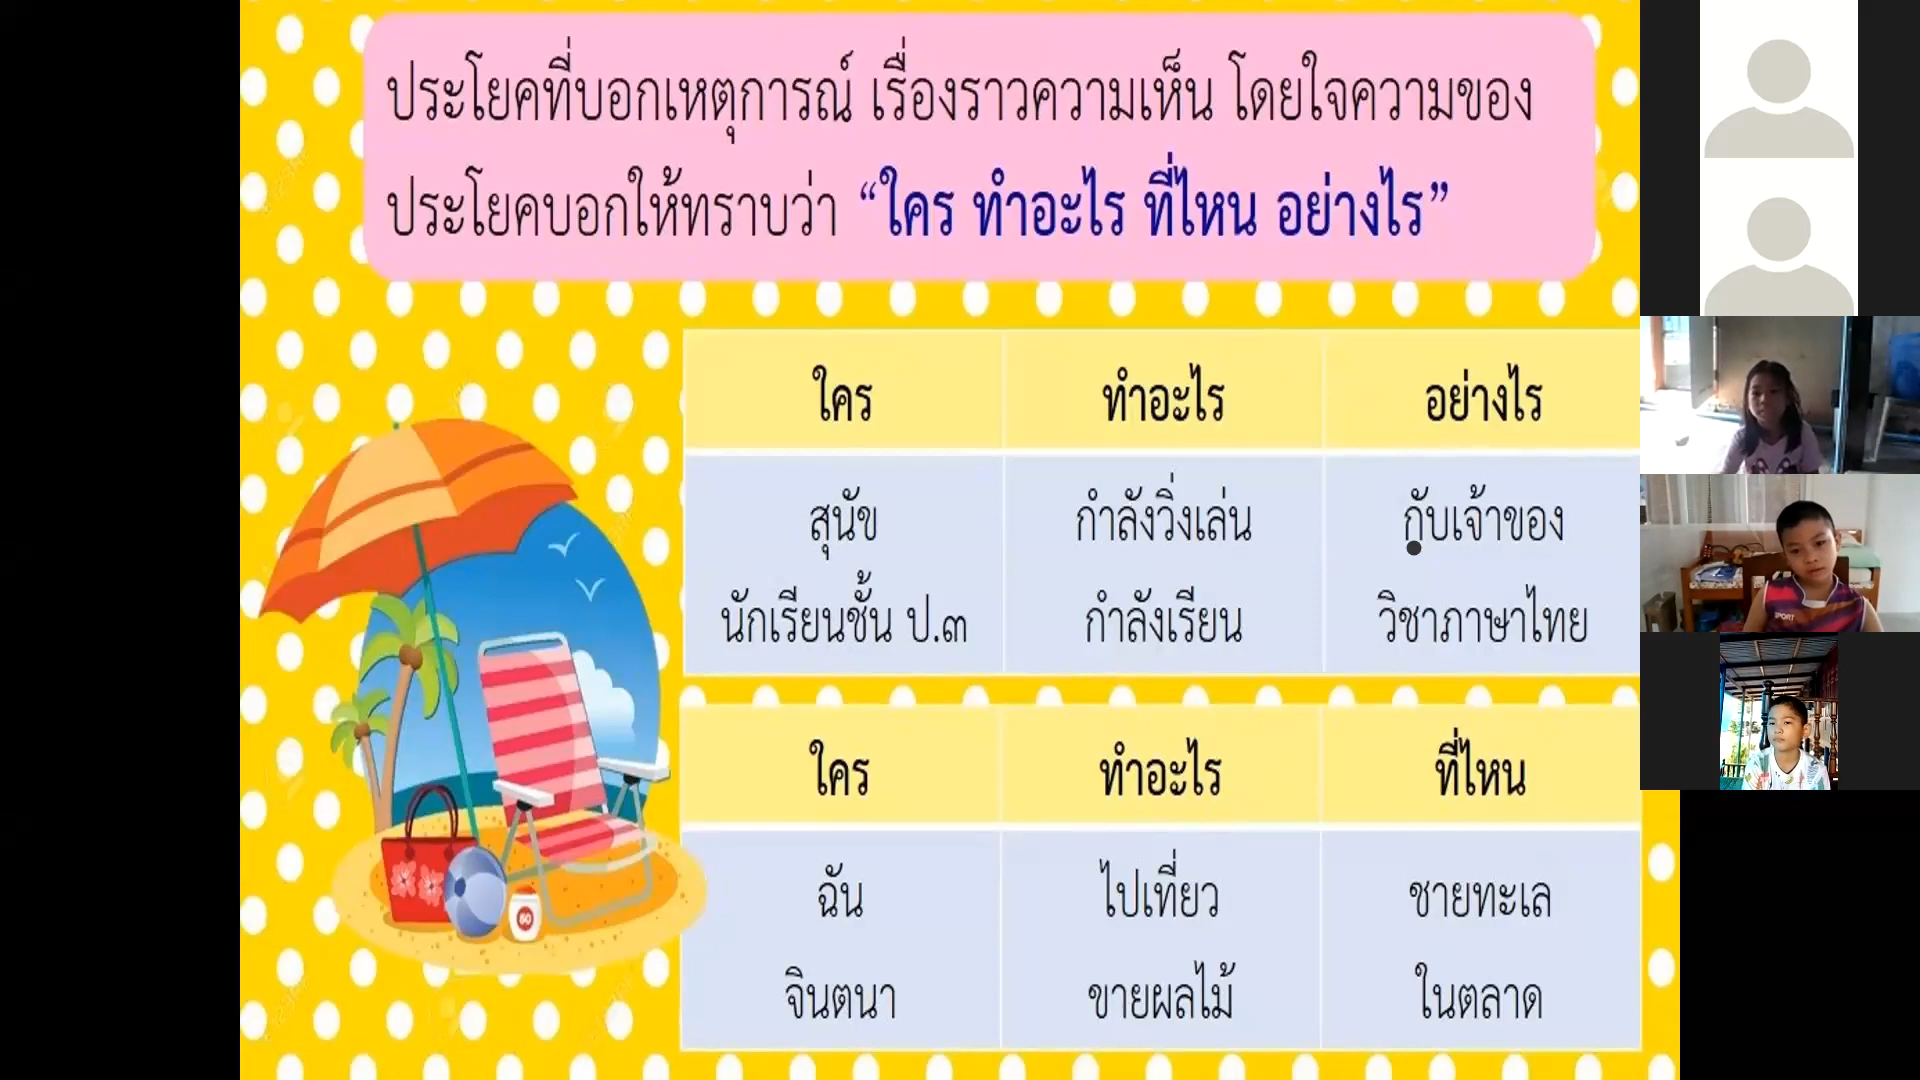 ประโยคที่บอกเหตุการณ์ เรื่องราวความเห็น โดยใจความของ
ประโยคบอกให้ทราบว่า “ใคร ทำอะไร ที่ไหน อย่างไร”
ใคร ทำอะไร อย่างไร
สุนัข กำลังวิ่งเล่น กับเจ้าของ
นักเรียนชั้น ป.๓ กำลังเรียน วิชาภาษาไทย
ใคร ทำอะไร ที่ไหน
ฉัน ไปเที่ยว ชายทะเล
จินตนา ขายผลไม้ ในตลาด
50
SPORT